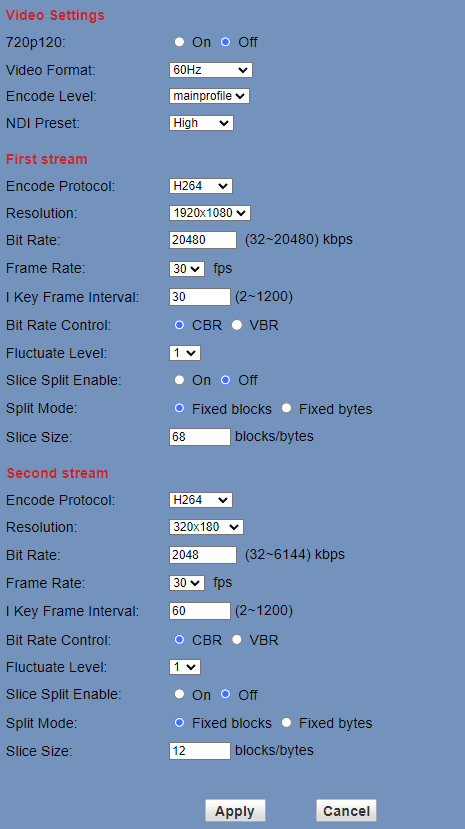 Video Settings
720p120: On Off
Video Format: 60Hz
Encode Level: mainprofile
NDI Preset: High
First stream
Encode Protocol: H264
Resolution: 1920x1080
Bit Rate: 20480 (32~20480) kbps
Frame Rate: 30 fps
I Key Frame Interval: 30 (2~1200)
Bit Rate Control: CBR VBR
Fluctuate Level: 1
Slice Split Enable: On Off
Split Mode: Fixed blocks Fixed bytes
Slice Size: 68 blocks/bytes
Second stream
Encode Protocol: H264
Resolution: 320x180
Bit Rate: 2048 (32~6144) kbps
Frame Rate: 30 fps
I Key Frame Interval: 60 (2~1200)
Bit Rate Control: CBR VBR
Fluctuate Level: 1
Slice Split Enable: On Off
Split Mode: Fixed blocks Fixed bytes
Slice Size: 12 blocks/bytes
Apply Cancel